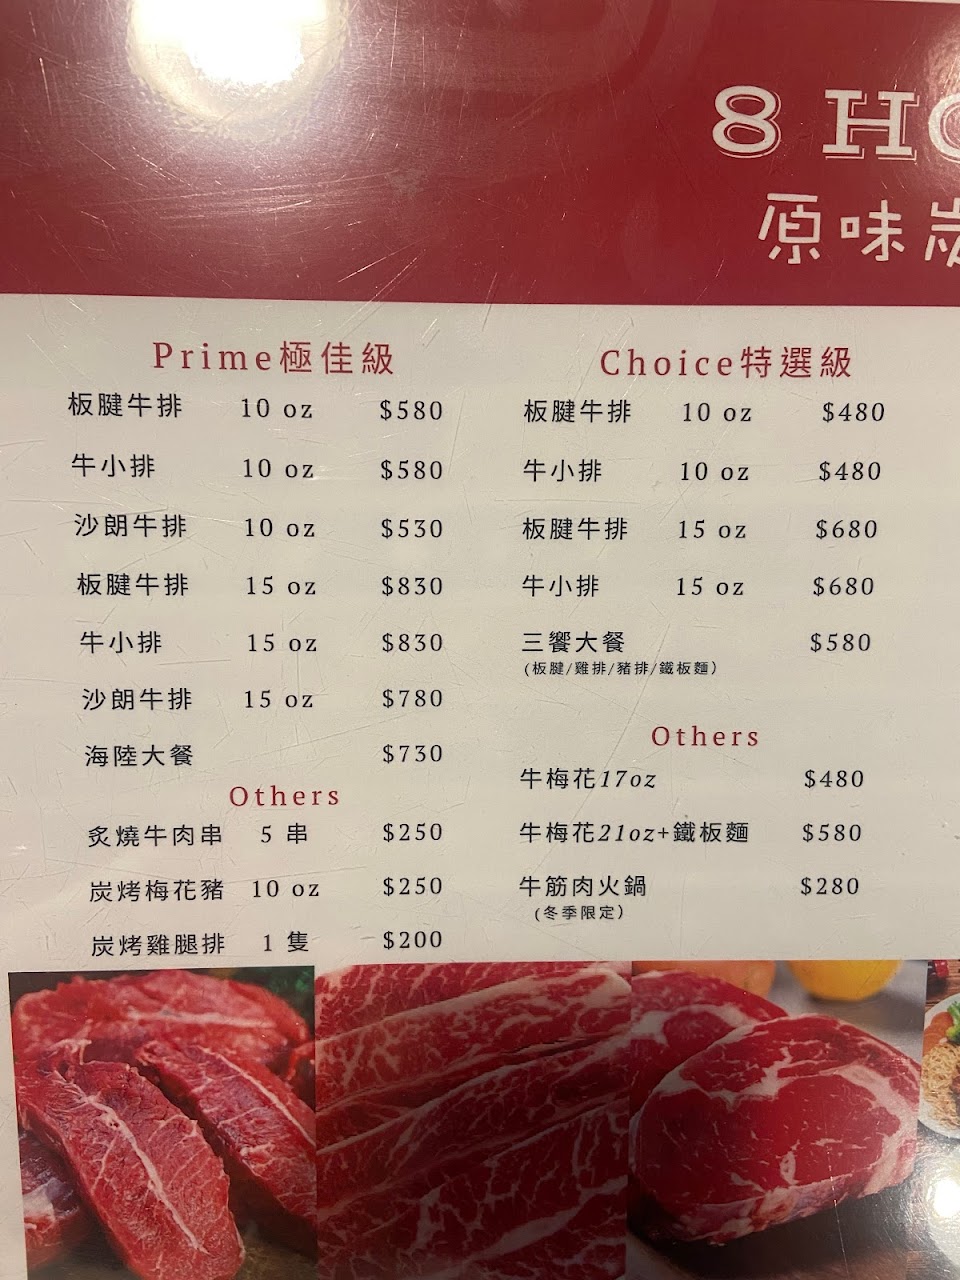 8 HO
原味炭
Prime極佳級
板腱牛排 10 oz $580
牛小排 10 oz $580
沙朗牛排 10 oz $530
板腱牛排 15 oz $830
牛小排 15 oz $830
沙朗牛排 15 oz $780
海陸大餐 $730
Others
炙燒牛肉串 5 串 $250
炭烤梅花豬 10 oz $250
炭烤雞腿排 1 隻 $200
Choice特選級
板腱牛排 10 oz $480
牛小排 10 oz $480
板腱牛排 15 oz $680
牛小排 15 oz $680
三饗大餐 $580
(板腱/雞排/豬排/鐵板麵)
Others
牛梅花17oz $480
牛梅花21oz+鐵板麵 $580
牛筋肉火鍋 $280
(冬季限定)